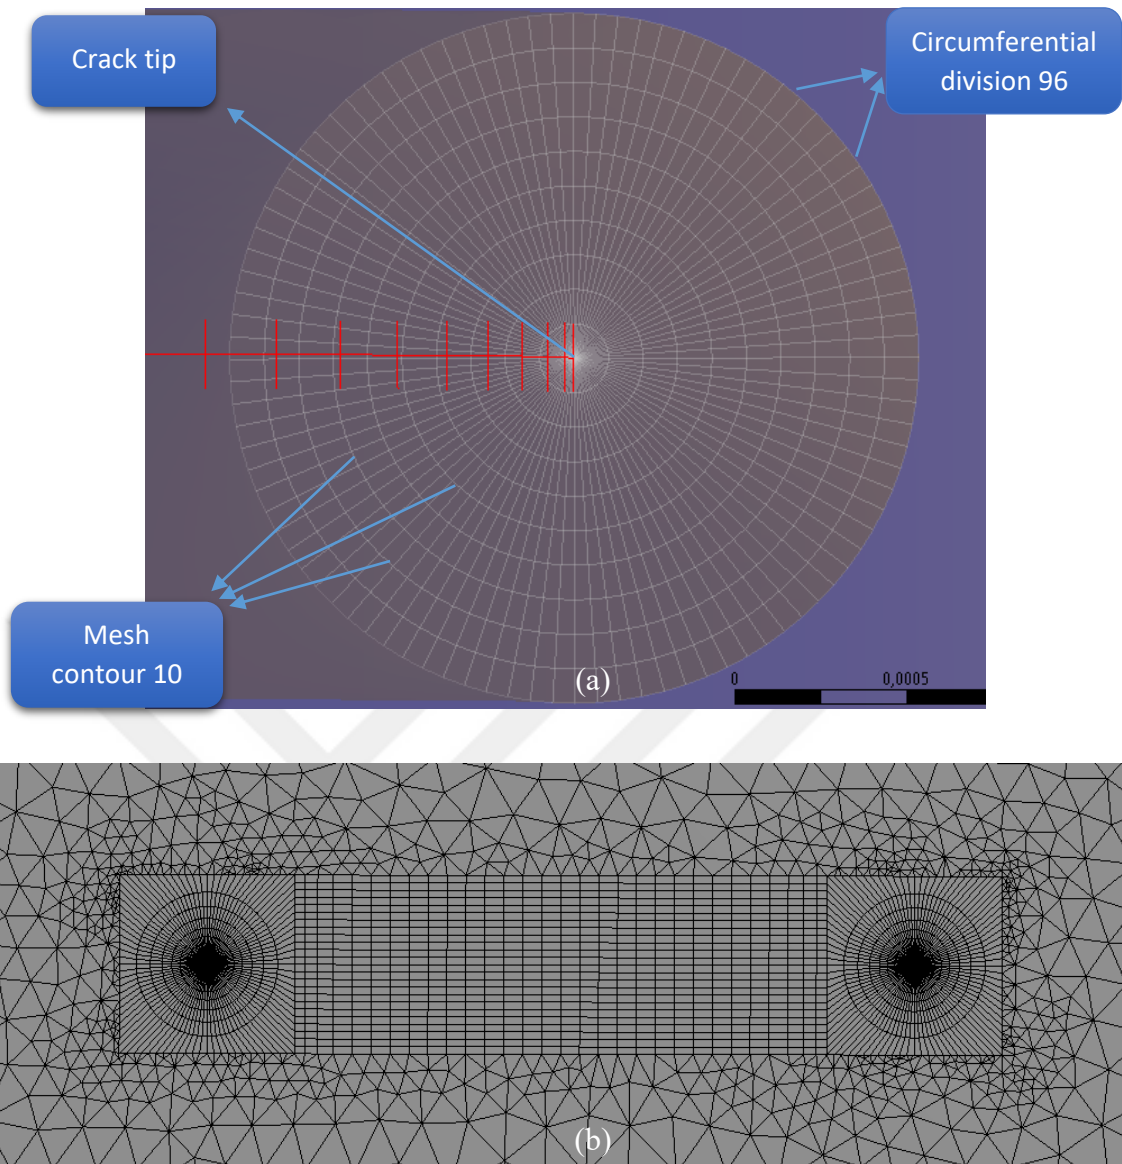 Crack tip
Circumferential
division 96
Mesh
contour 10
(a)
0
0,0005
(b)